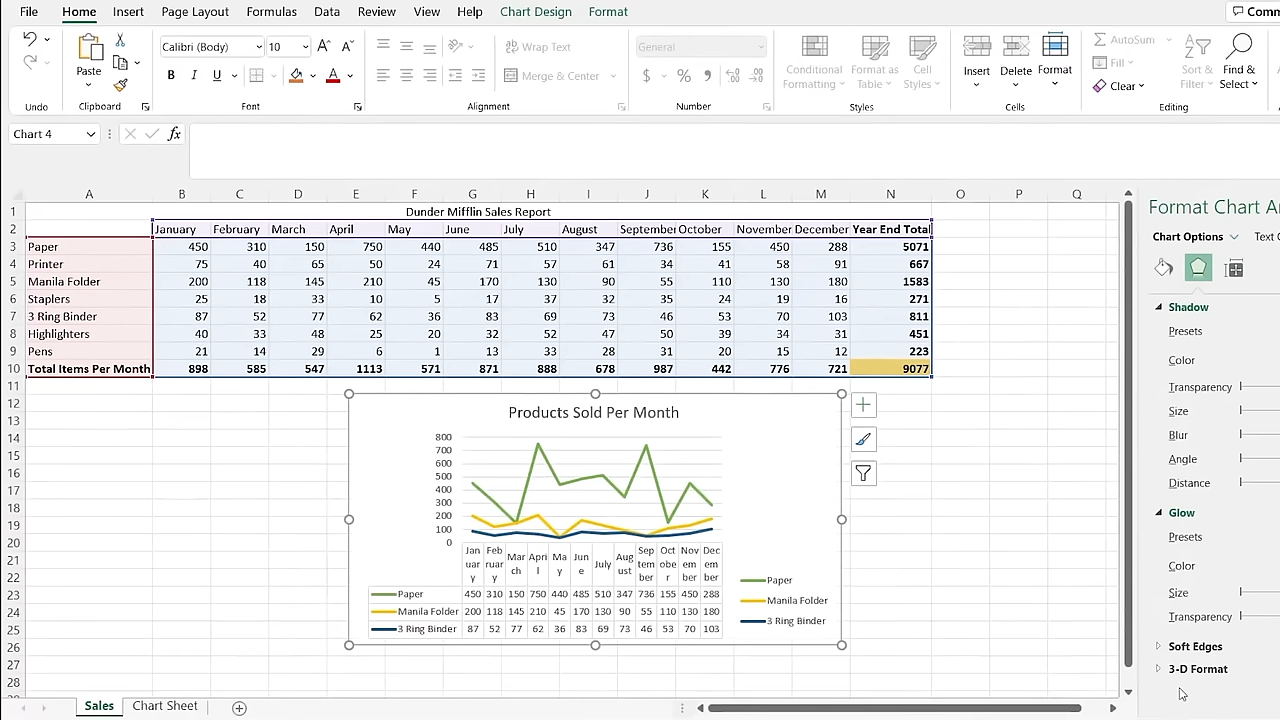 File Home Insert Page Layout Formulas Data Review View Help Chart Design Format Comm
Calibri (Body) 10 A A Wrap Text General AutoSum
Paste B I U A Merge & Center $ % Conditional Formatting Format as Table Cell Styles Insert Delete Format Fill Clear Sort & Filter Find & Select
Undo Clipboard Font Alignment Number Styles Cells Editing
Chart 4 fx
A B C D E F G H I J K L M N O P Q
1 Dunder Mifflin Sales Report
2 January February March April May June July August September October November December Year End Total
3 Paper 450 310 150 750 440 485 510 347 736 155 450 288 5071
4 Printer 75 40 65 50 24 71 57 61 34 41 58 91 667
5 Manila Folder 200 118 145 210 45 170 130 90 55 110 130 180 1583
6 Staplers 25 18 33 10 5 17 37 32 35 24 19 16 271
7 3 Ring Binder 87 52 77 62 36 83 69 73 46 53 70 103 811
8 Highlighters 40 33 48 25 20 32 52 47 50 39 34 31 451
9 Pens 21 14 29 6 1 13 33 28 31 20 15 12 223
10 Total Items Per Month 898 585 547 1113 571 871 888 678 987 442 776 721 9077
11
12
13
14
15
16
17
18
19
20
21
22
23
24
25
26
27
28
Products Sold Per Month
800
700
600
500
400
300
200
100
0
January February March April May June July August September October November December
Paper 450 310 150 750 440 485 510 347 736 155 450 288
Manila Folder 200 118 145 210 45 170 130 90 55 110 130 180
3 Ring Binder 87 52 77 62 36 83 69 73 46 53 70 103
Paper
Manila Folder
3 Ring Binder
Format Chart Ar
Chart Options Text O
Shadow
Presets
Color
Transparency
Size
Blur
Angle
Distance
Glow
Presets
Color
Size
Transparency
Soft Edges
3-D Format
Sales Chart Sheet